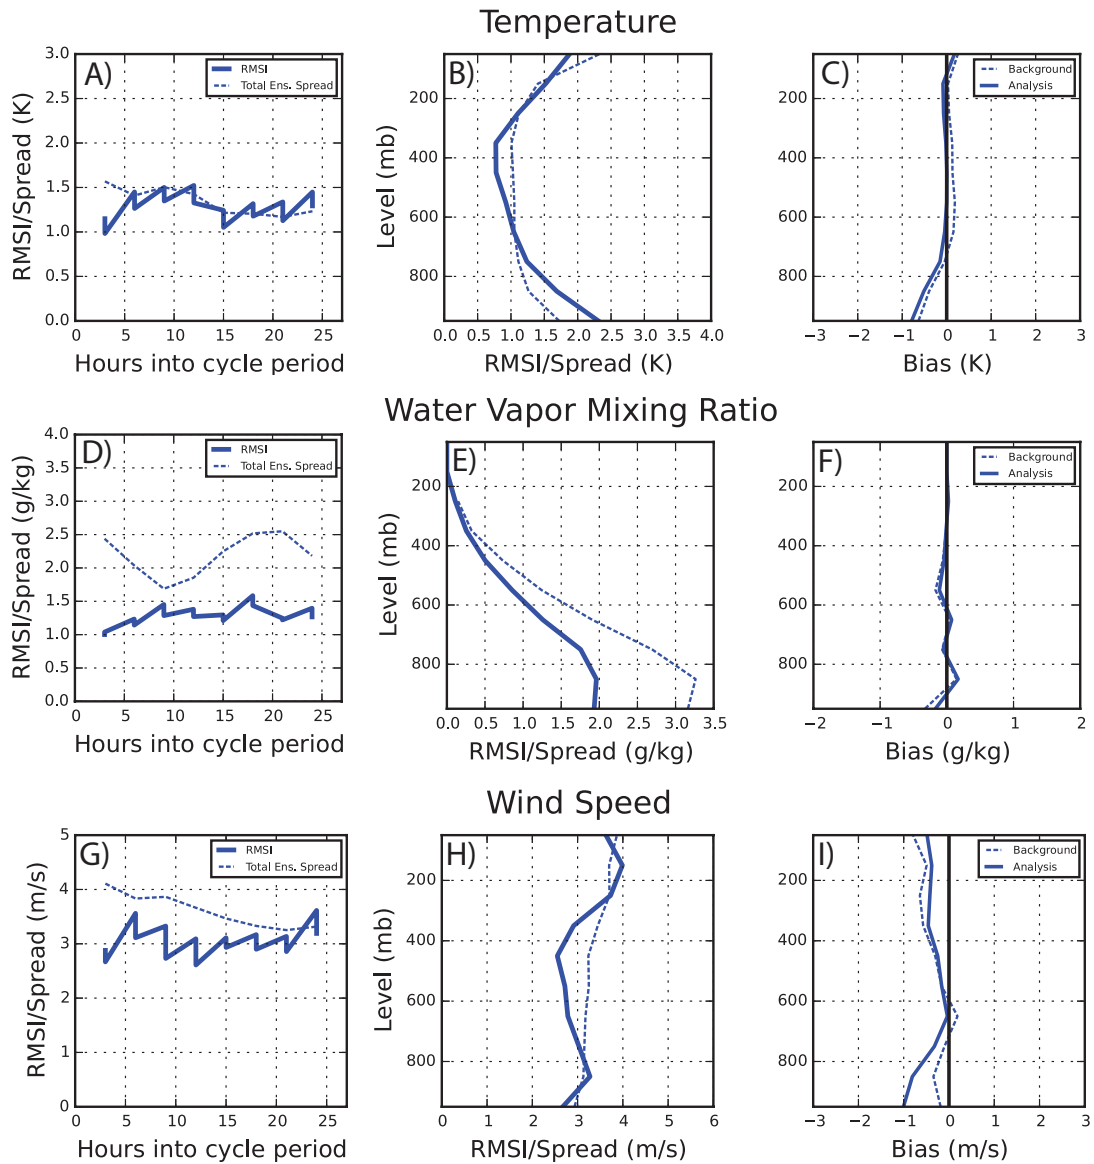 Temperature
A)
RMSI
Total Ens. Spread
3.0
2.5
2.0
1.5
1.0
0.5
0.0
RMSI/Spread (K)
0 5 10 15 20 25
Hours into cycle period
B)
200
400
600
800
Level (mb)
0.0 0.5 1.0 1.5 2.0 2.5 3.0 3.5 4.0
RMSI/Spread (K)
C)
Background
Analysis
200
400
600
800
−3 −2 −1 0 1 2 3
Bias (K)
Water Vapor Mixing Ratio
D)
RMSI
Total Ens. Spread
4.0
3.5
3.0
2.5
2.0
1.5
1.0
0.5
0.0
RMSI/Spread (g/kg)
0 5 10 15 20 25
Hours into cycle period
E)
200
400
600
800
Level (mb)
0.0 0.5 1.0 1.5 2.0 2.5 3.0 3.5
RMSI/Spread (g/kg)
F)
Background
Analysis
200
400
600
800
−2 −1 0 1 2
Bias (g/kg)
Wind Speed
G)
RMSI
Total Ens. Spread
5
4
3
2
1
0
RMSI/Spread (m/s)
0 5 10 15 20 25
Hours into cycle period
H)
200
400
600
800
Level (mb)
0 1 2 3 4 5 6
RMSI/Spread (m/s)
I)
Background
Analysis
200
400
600
800
−3 −2 −1 0 1 2 3
Bias (m/s)